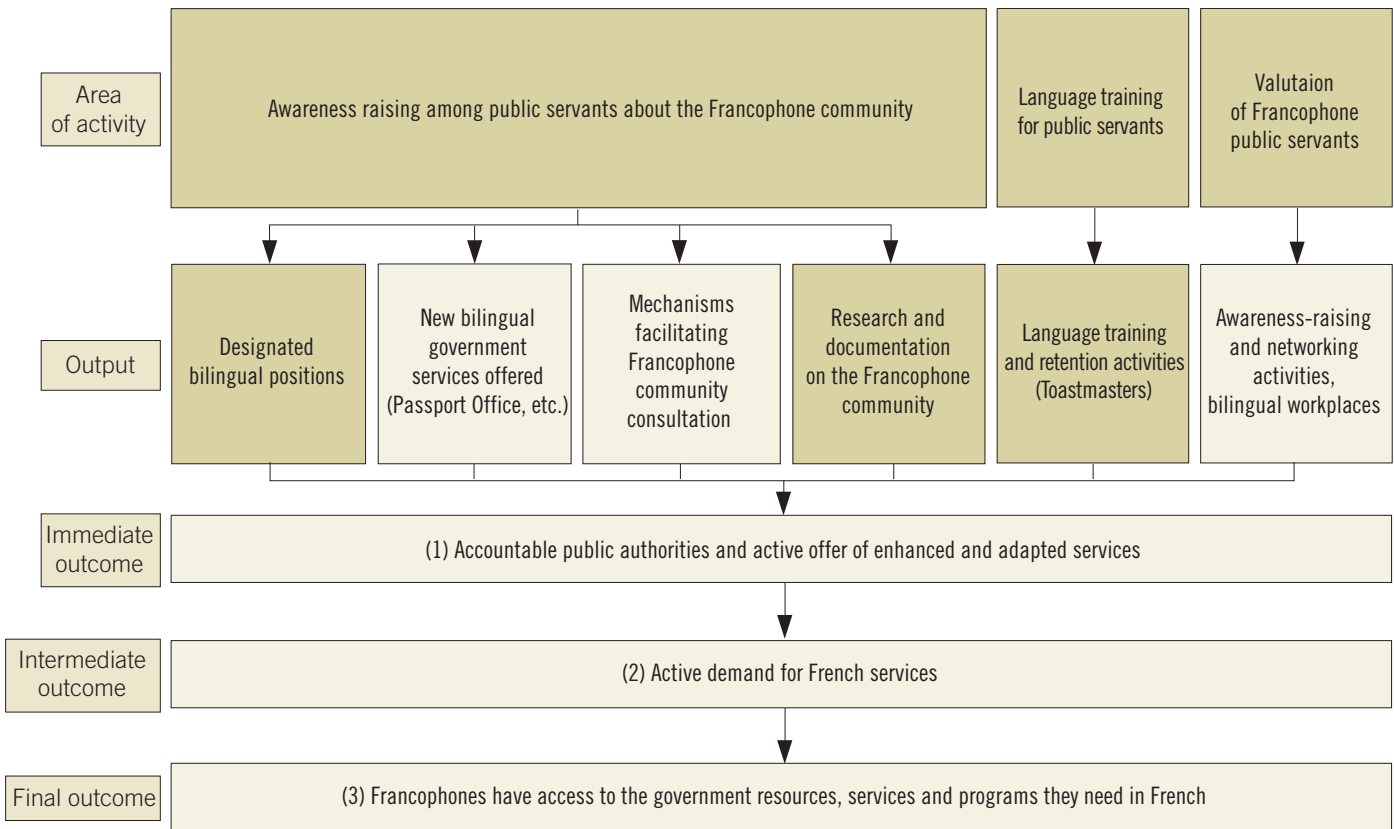 Area
of activity
Awareness raising among public servants about the Francophone community
Language training
for public servants
Valutaion
of Francophone
public servants
Output
Designated
bilingual positions
New bilingual
government
services offered
(Passport Office, etc.)
Mechanisms
facilitating
Francophone
community
consultation
Research and
documentation
on the Francophone
community
Language training
and retention activities
(Toastmasters)
Awareness-raising
and networking
activities,
bilingual workplaces
Immediate
outcome
(1) Accountable public authorities and active offer of enhanced and adapted services
Intermediate
outcome
(2) Active demand for French services
Final outcome
(3) Francophones have access to the government resources, services and programs they need in French